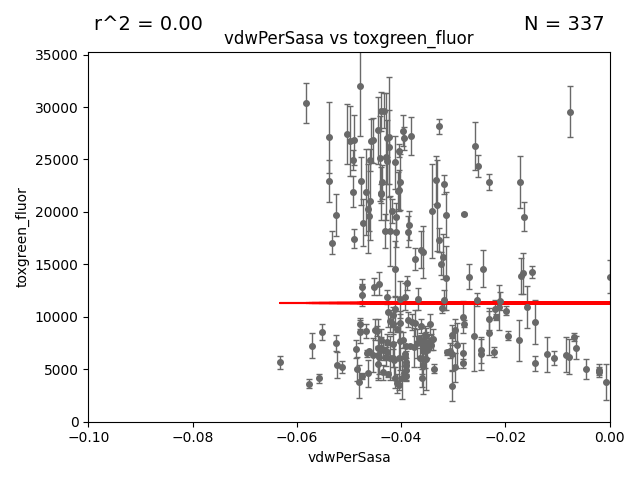 r^2 = 0.00
N = 337
vdwPerSasa vs toxgreen_fluor
35000
30000
25000
20000
15000
10000
5000
0
toxgreen_fluor
−0.10
−0.08
−0.06
−0.04
−0.02
0.00
vdwPerSasa